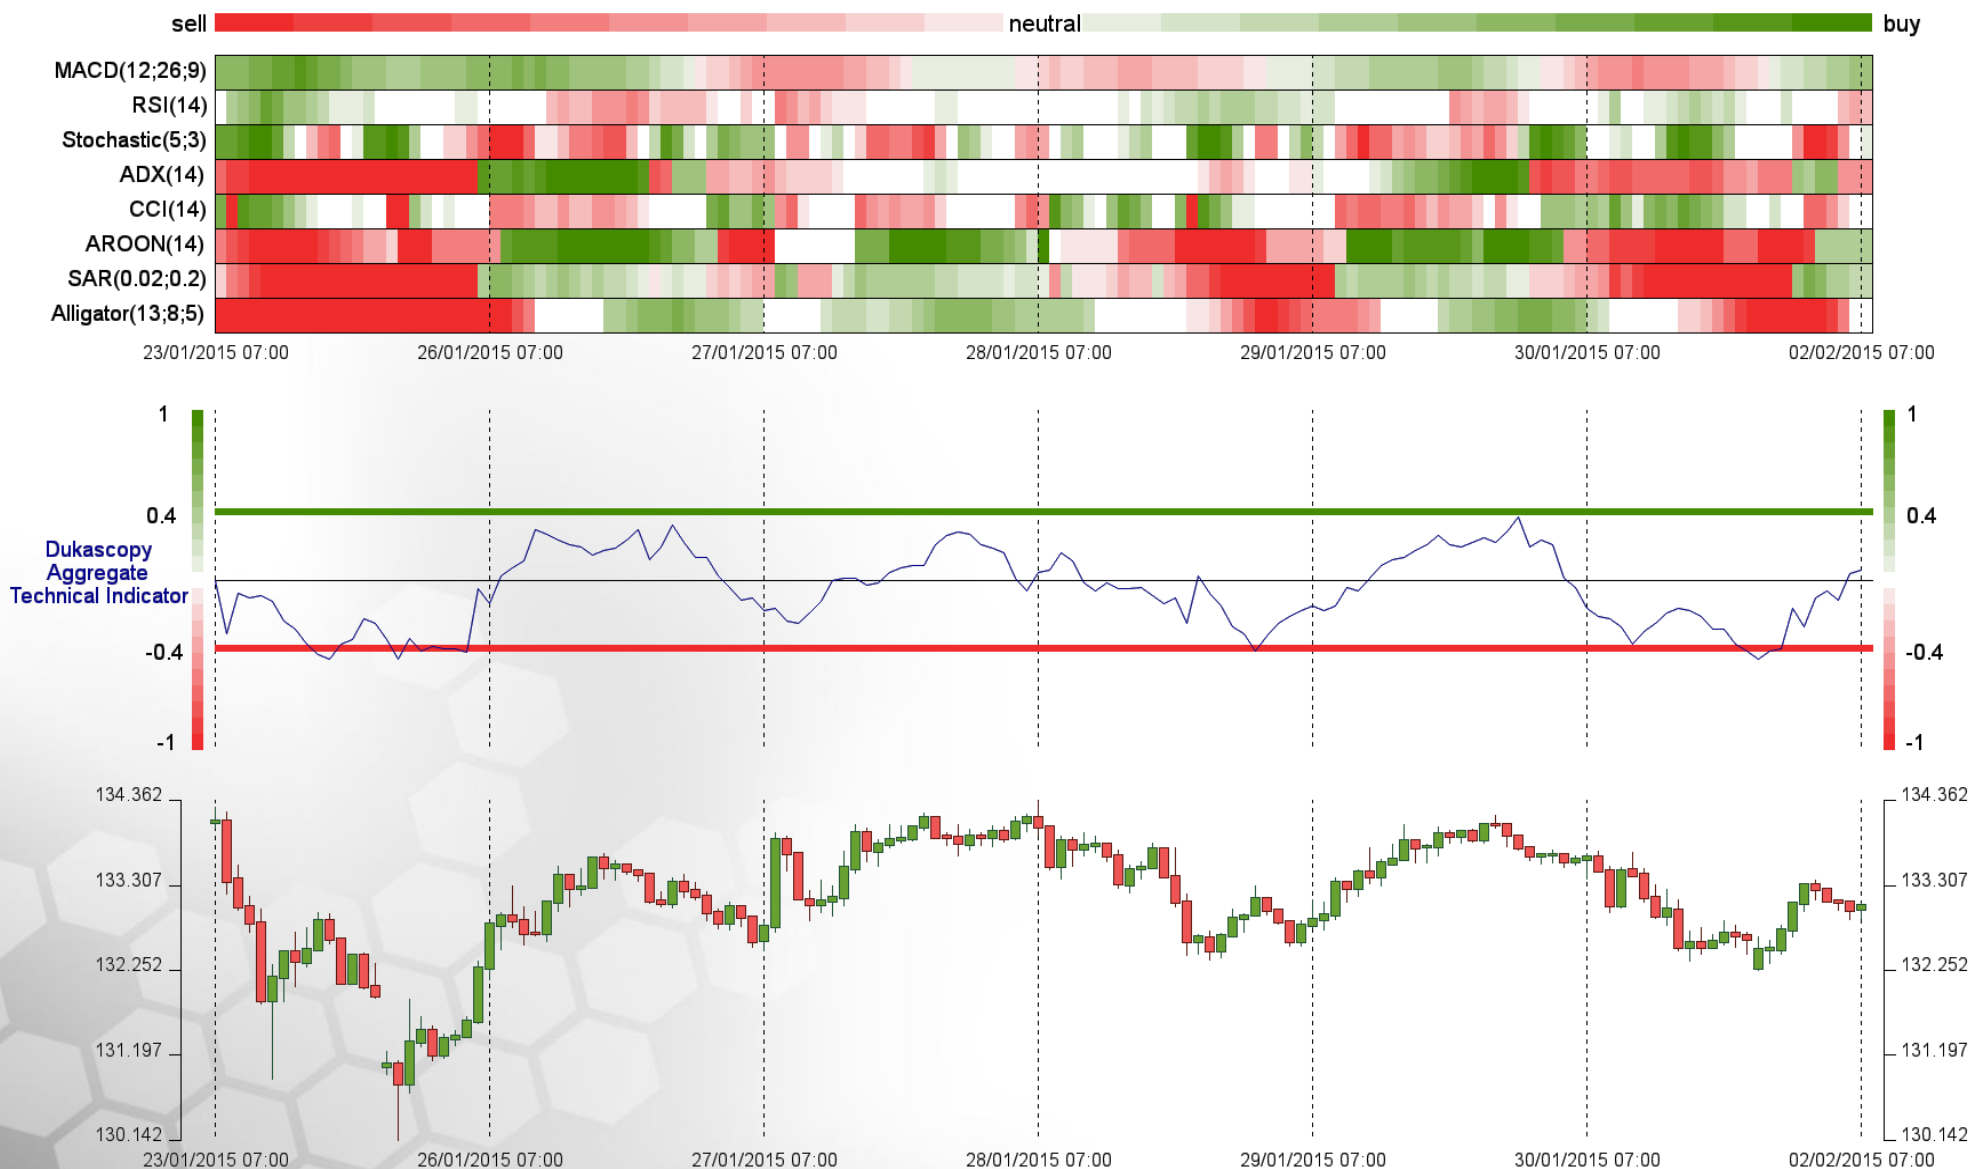 sell neutral buy
MACD(12;26;9)
RSI(14)
Stochastic(5;3)
ADX(14)
CCI(14)
AROON(14)
SAR(0.02;0.2)
Alligator(13;8;5)
23/01/2015 07:00 26/01/2015 07:00 27/01/2015 07:00 28/01/2015 07:00 29/01/2015 07:00 30/01/2015 07:00 02/02/2015 07:00
1 1
0.4 0.4
Dukascopy
Aggregate
Technical Indicator
-0.4 -0.4
-1 -1
134.362 134.362
133.307 133.307
132.252 132.252
131.197 131.197
130.142 130.142
23/01/2015 07:00 26/01/2015 07:00 27/01/2015 07:00 28/01/2015 07:00 29/01/2015 07:00 30/01/2015 07:00 02/02/2015 07:00